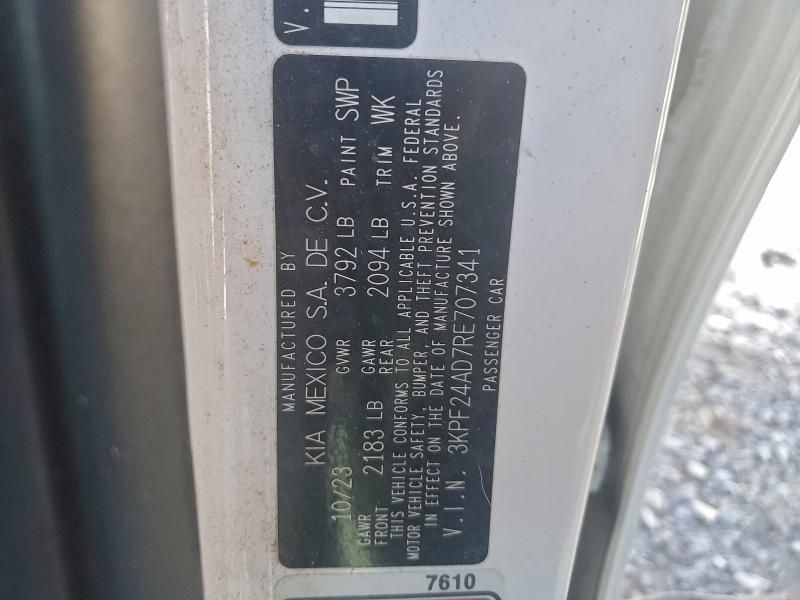 V.
MANUFACTURED BY
KIA MEXICO S.A. DE C.V.
10/23 GVWR 3792 LB PAINT SWP
GAWR FRONT 2183 LB GAWR REAR 2094 LB TRIM WK
THIS VEHICLE CONFORMS TO ALL APPLICABLE U.S.A. FEDERAL
MOTOR VEHICLE SAFETY, BUMPER, AND THEFT PREVENTION STANDARDS
IN EFFECT ON THE DATE OF MANUFACTURE SHOWN ABOVE.
V.I.N. 3KPF24AD7RE707341
PASSENGER CAR
7610